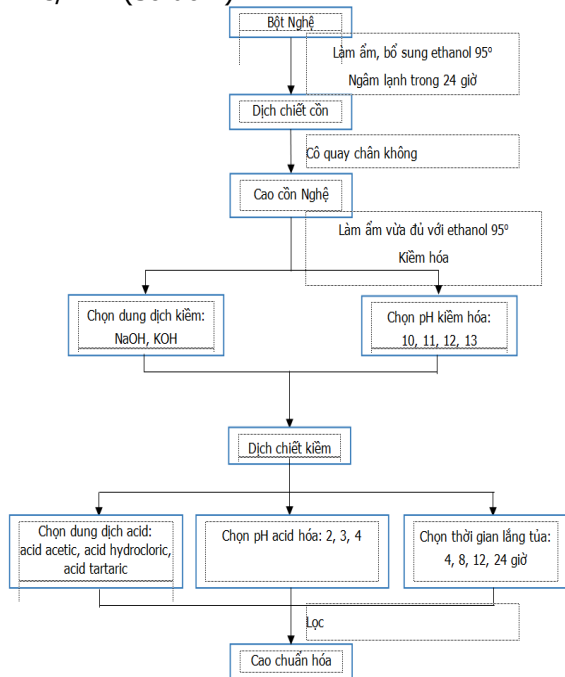 Bột Nghệ
Làm ẩm, bổ sung ethanol 95º
Ngâm lạnh trong 24 giờ
Dịch chiết cồn
Cô quay chân không
Cao cồn Nghệ
Làm ẩm vừa đủ với ethanol 95º
Kiềm hóa
Chọn dung dịch kiềm:
NaOH, KOH
Chọn pH kiềm hóa:
10, 11, 12, 13
Dịch chiết kiềm
Chọn dung dịch acid:
acid acetic, acid hydrocloric,
acid tartaric
Chọn pH acid hóa: 2, 3, 4
Chọn thời gian lắng tủa:
4, 8, 12, 24 giờ
Lọc
Cao chuẩn hóa